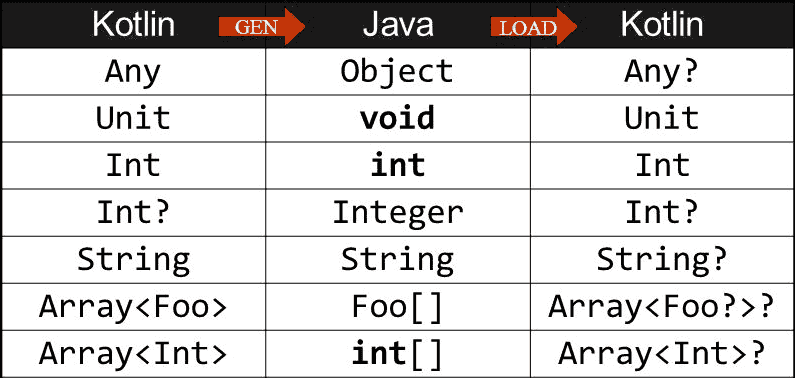 Kotlin GEN Java LOAD Kotlin
Any Object Any?
Unit void Unit
Int int Int
Int? Integer Int?
String String String?
Array<Foo> Foo[] Array<Foo?>?
Array<Int> int[] Array<Int>?